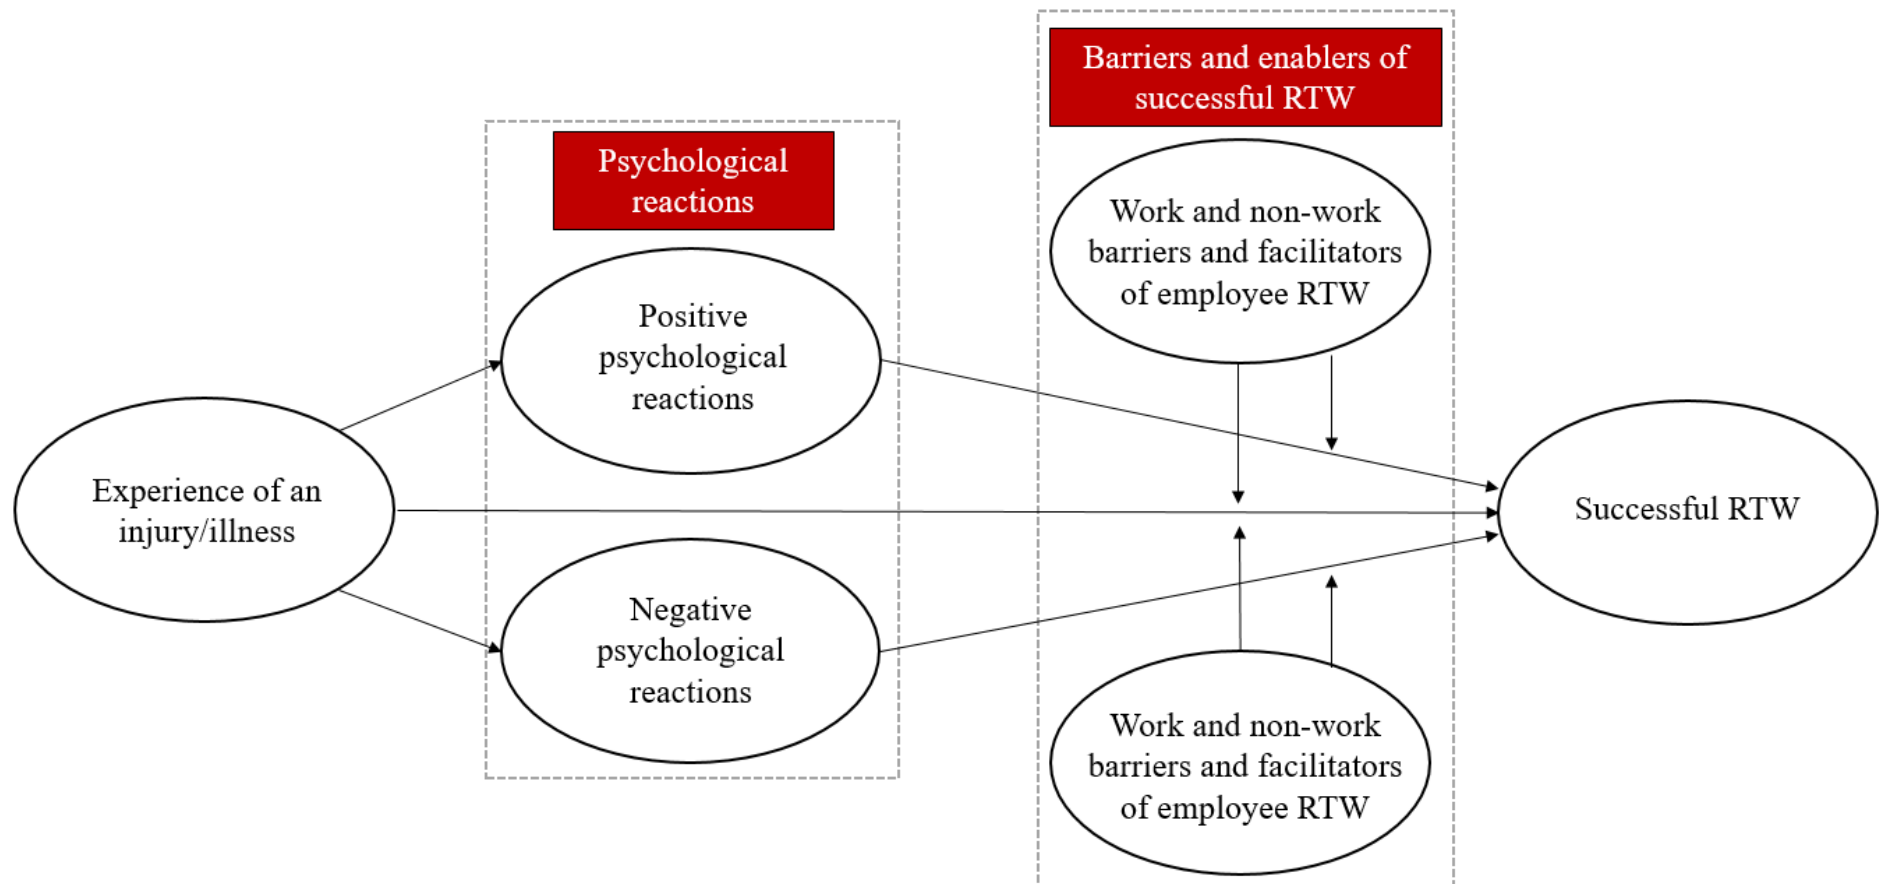 Barriers and enablers of
successful RTW
Psychological
reactions
Work and non-work
barriers and facilitators
of employee RTW
Positive
psychological
reactions
Experience of an
injury/illness
Successful RTW
Negative
psychological
reactions
Work and non-work
barriers and facilitators
of employee RTW